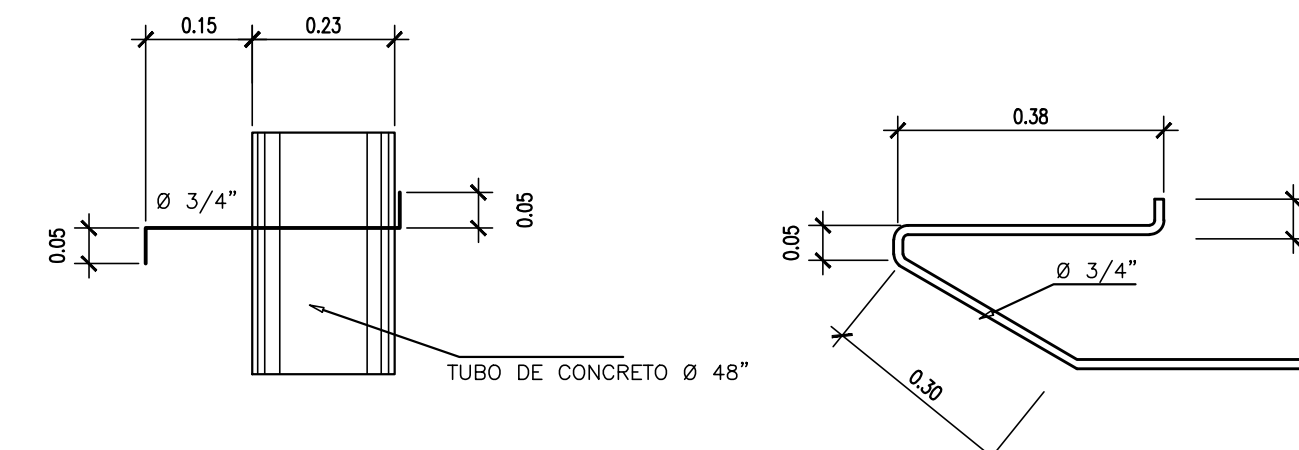 0.15
0.23
Ø 3/4”
0.05
0.05
TUBO DE CONCRETO Ø 48”
0.38
0.05
Ø 3/4”
0.30